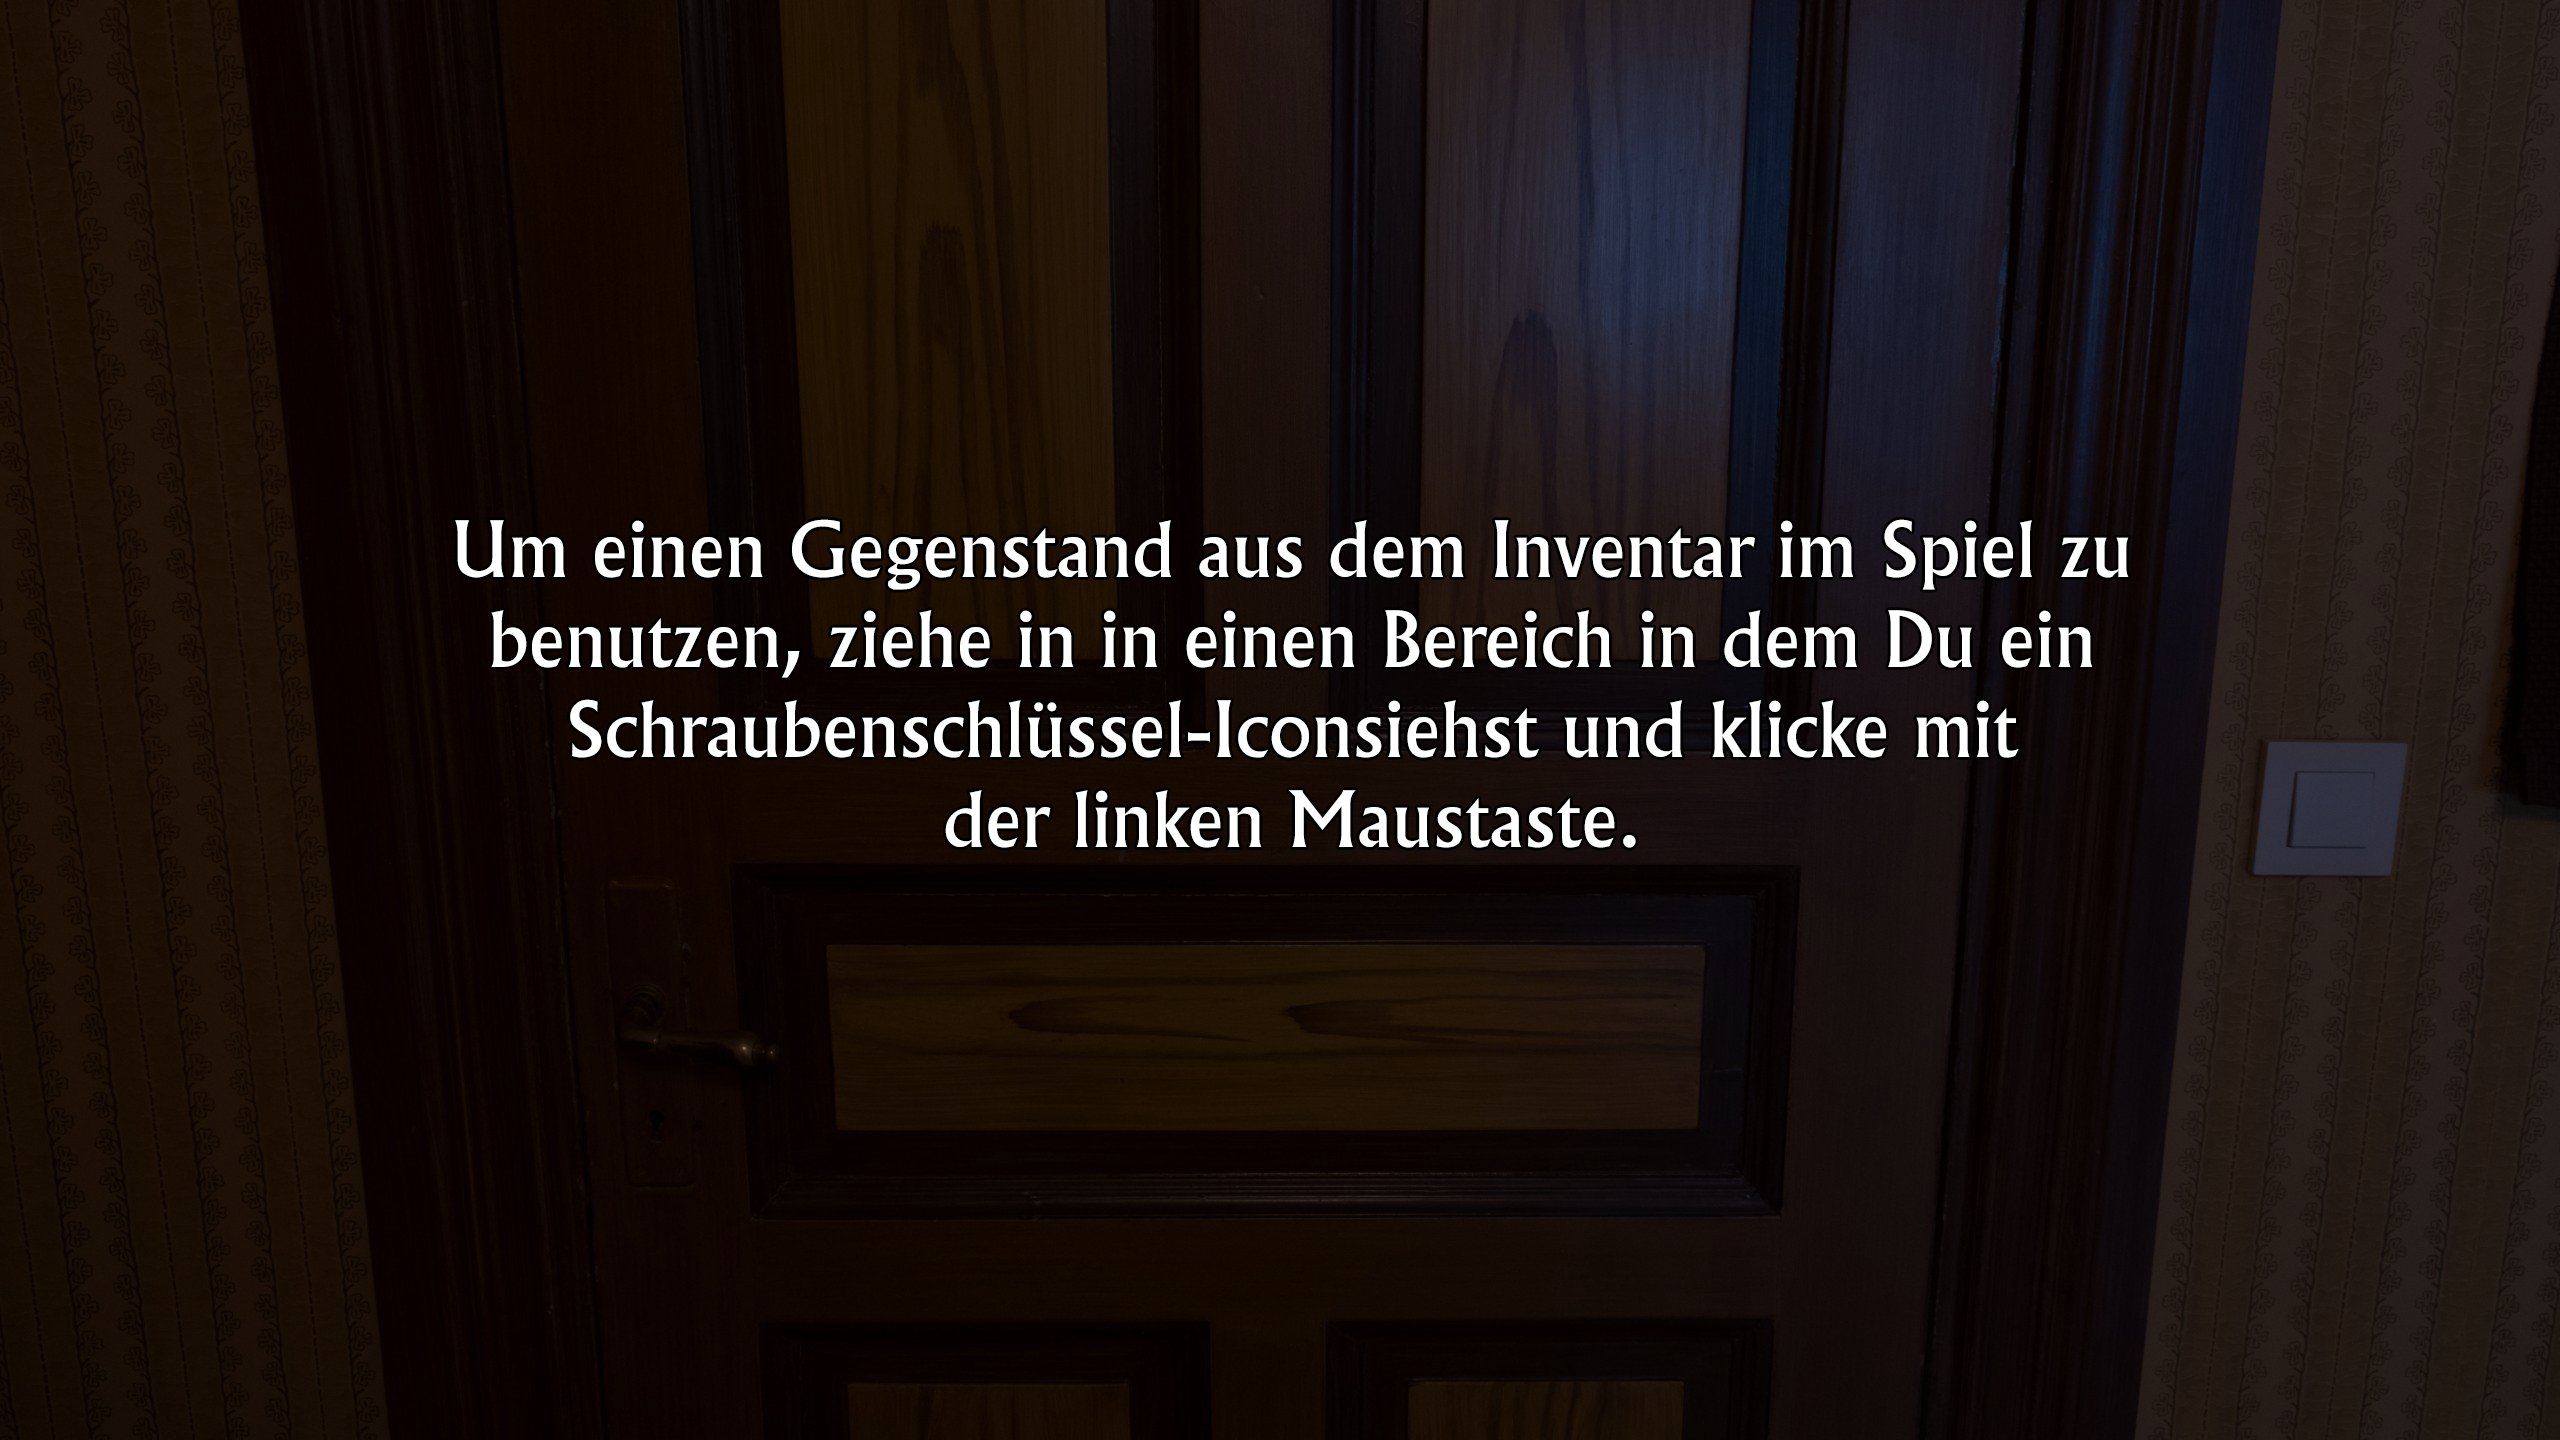 Um einen Gegenstand aus dem Inventar im Spiel zu
benutzen, ziehe in in einen Bereich in dem Du ein
Schraubenschlüssel-Iconsiehst und klicke mit
der linken Maustaste.